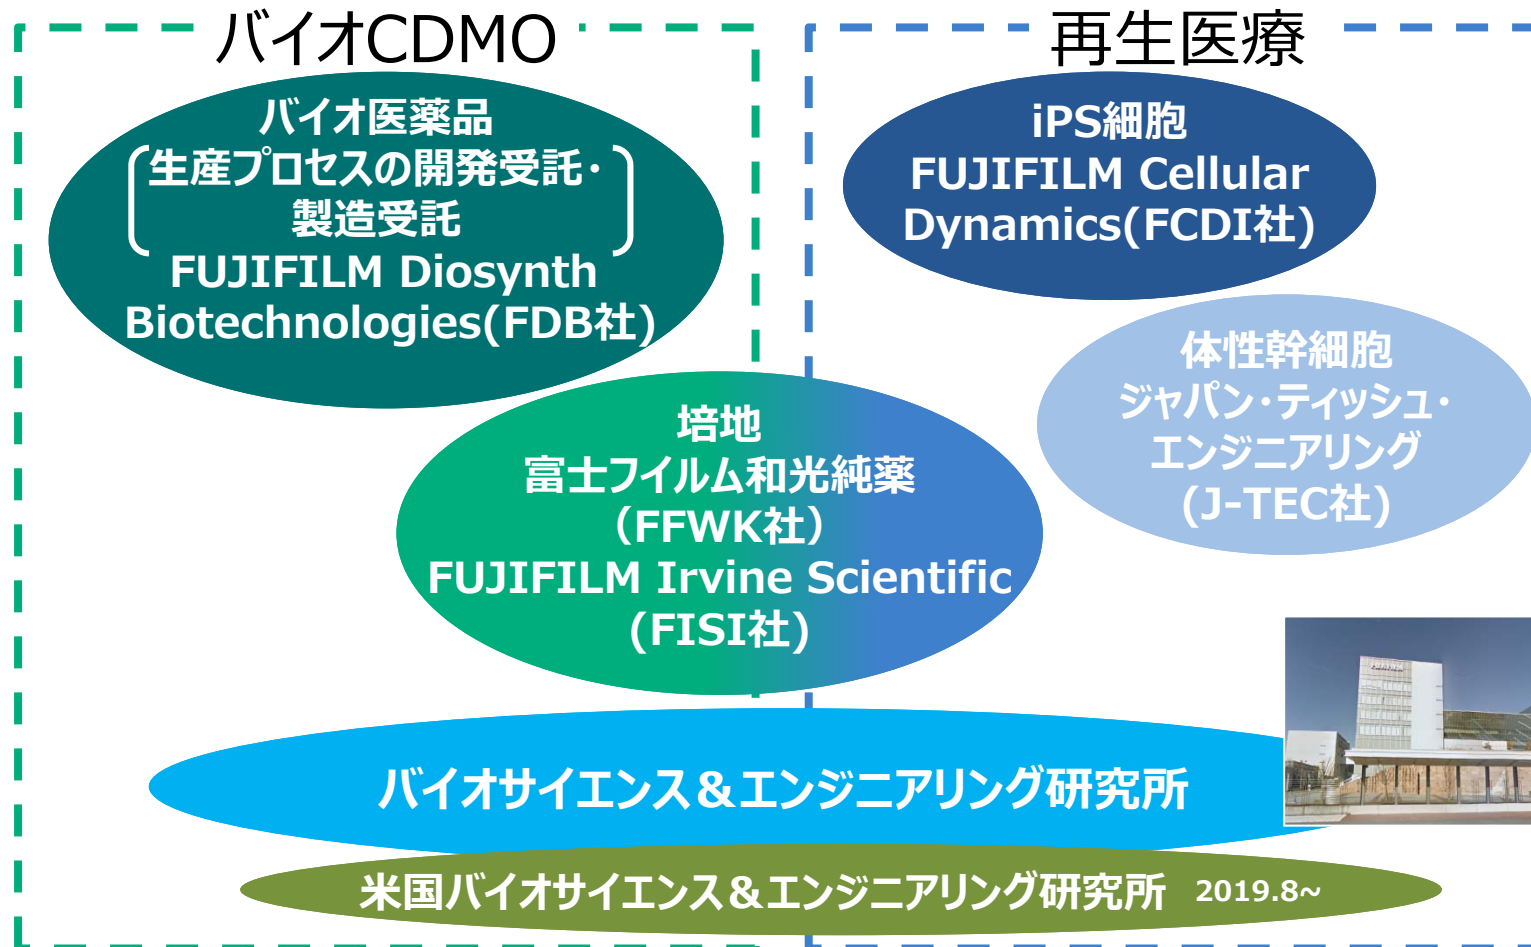 バイオCDMO
再生医療
バイオ医薬品
生産プロセスの開発受託・
製造受託
FUJIFILM Diosynth
Biotechnologies(FDB社)
iPS細胞
FUJIFILM Cellular
Dynamics(FCDI社)
体性幹細胞
ジャパン・ティッシュ・
エンジニアリング
(J-TEC社)
培地
富士フイルム和光純薬
（FFWK社）
FUJIFILM Irvine Scientific
(FISI社)
バイオサイエンス＆エンジニアリング研究所
米国バイオサイエンス＆エンジニアリング研究所 2019.8~